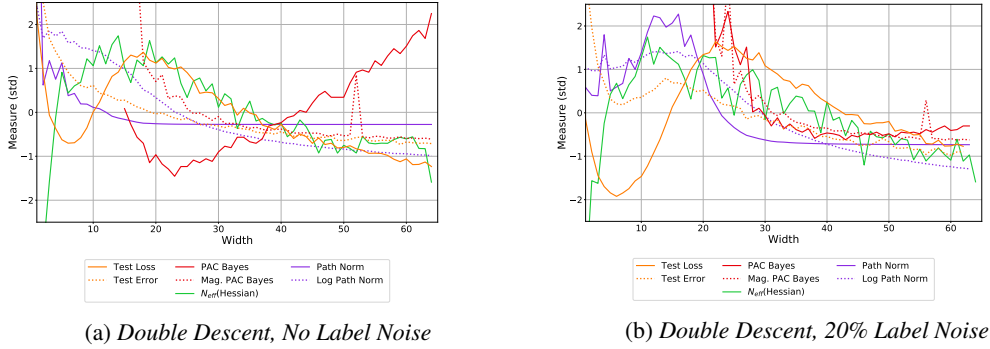 Measure (std)
2
1
0
−1
−2
10
20
30
40
50
60
Width
Test Loss
Test Error
PAC Bayes
Mag. PAC Bayes
N_eff(Hessian)
Path Norm
Log Path Norm
(a) Double Descent, No Label Noise
Measure (std)
2
1
0
−1
−2
10
20
30
40
50
60
Width
Test Loss
Test Error
PAC Bayes
Mag. PAC Bayes
N_eff(Hessian)
Path Norm
Log Path Norm
(b) Double Descent, 20% Label Noise